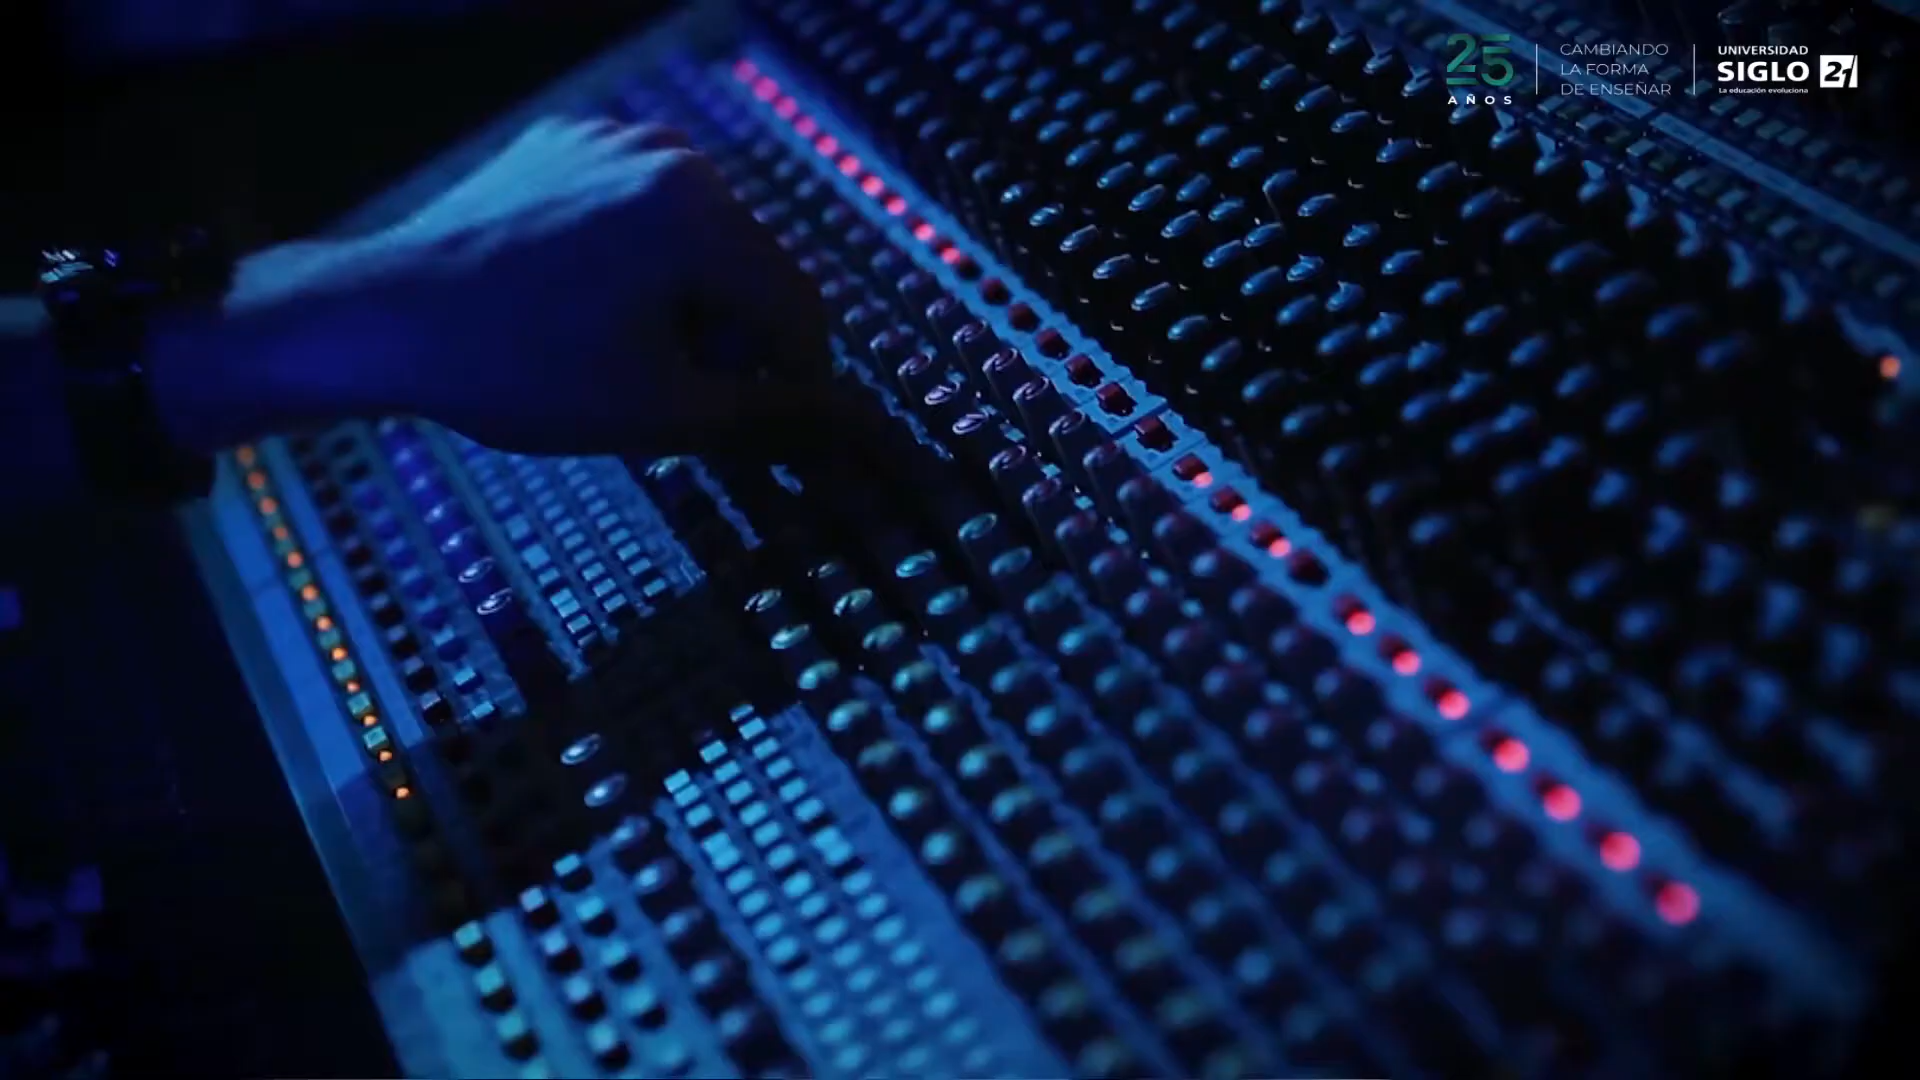 25
AÑOS
CAMBIANDO
LA FORMA
DE ENSEÑAR
UNIVERSIDAD
SIGLO 21
La educación evoluciona